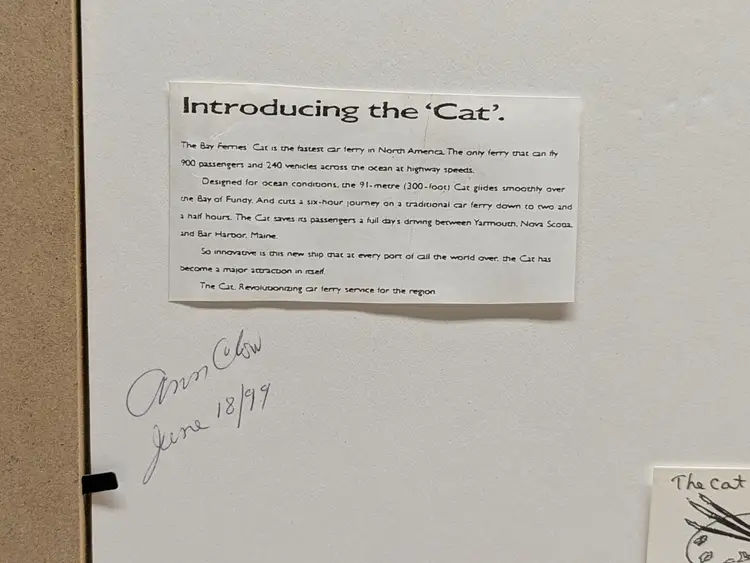 Introducing the ‘Cat’.
The Bay Ferries' Cat is the fastest car ferry in North America. The only ferry that can fly
900 passengers and 240 vehicles across the ocean at highway speeds.
Designed for ocean conditions, the 91-metre (300-foot) Cat glides smoothly over
the Bay of Fundy. And cuts a six-hour journey on a traditional car ferry down to two and
a half hours. The Cat saves its passengers a full day's driving between Yarmouth, Nova Scotia
and Bar Harbor, Maine.
So innovative is this new ship that at every port of call the world over, the Cat has
become a major attraction in itself.
The Cat. Revolutionizing car ferry service for the region
Ann Clow
June 18/99
The Cat